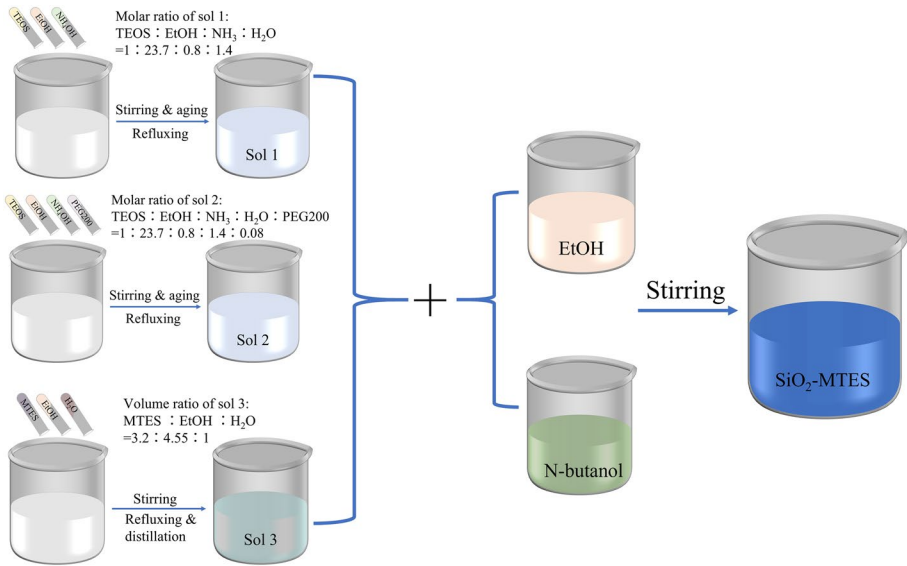 TEOS
EtOH
NH₄OH
Molar ratio of sol 1:
TEOS：EtOH：NH₃：H₂O
=1：23.7：0.8：1.4
Stirring & aging
Refluxing
Sol 1
TEOS
EtOH
NH₄OH
PEG200
Molar ratio of sol 2:
TEOS：EtOH：NH₃：H₂O：PEG200
=1：23.7：0.8：1.4：0.08
Stirring & aging
Refluxing
Sol 2
MTES
EtOH
H₂O
Volume ratio of sol 3:
MTES ：EtOH ：H₂O
=3.2：4.55：1
Stirring
Refluxing &
distillation
Sol 3
+
EtOH
N-butanol
Stirring
SiO₂-MTES